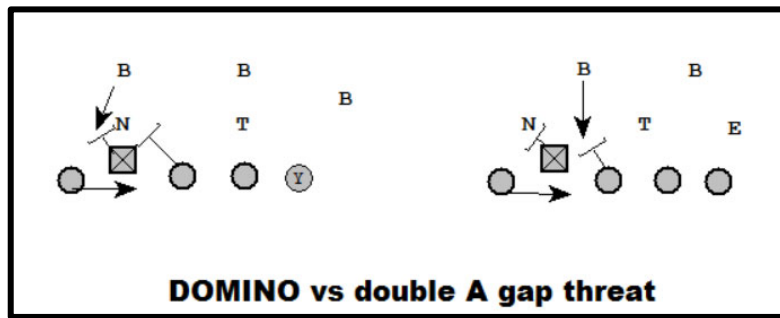 B B B
B B
N T
N T E
Y
DOMINO vs double A gap threat